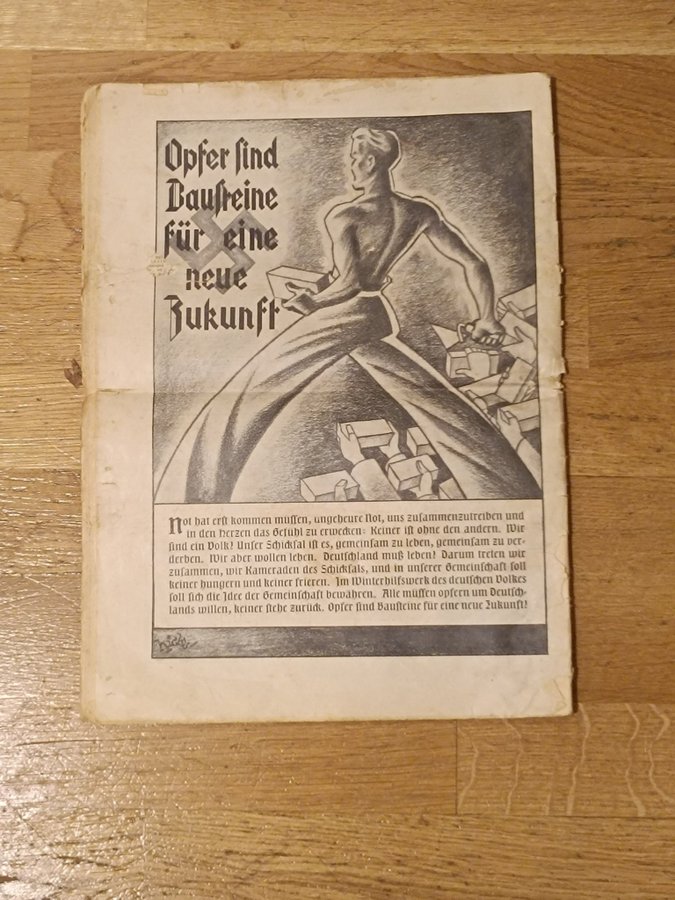 Opfer sind
Bausteine
für eine
neue
Zukunft
Not hat erst kommen müssen, ungeheure Not, uns zusammenzutreiben und
in den Herzen das Gefühl zu erwecken: Keiner ist ohne den andern. Wir
sind ein Volk! Unser Schicksal ist es, gemeinsam zu leben, gemeinsam zu ver-
derben. Wir aber wollen leben. Deutschland muß leben! Darum treten wir
zusammen, wir Kameraden des Schicksals, und in unserer Gemeinschaft soll
keiner hungern und keiner frieren. Im Winterhilfswerk des deutschen Volkes
soll sich die Idee der Gemeinschaft bewähren. Alle müssen opfern um Deutsch-
lands willen, keiner stehe zurück. Opfer sind Bausteine für eine neue Zukunft!